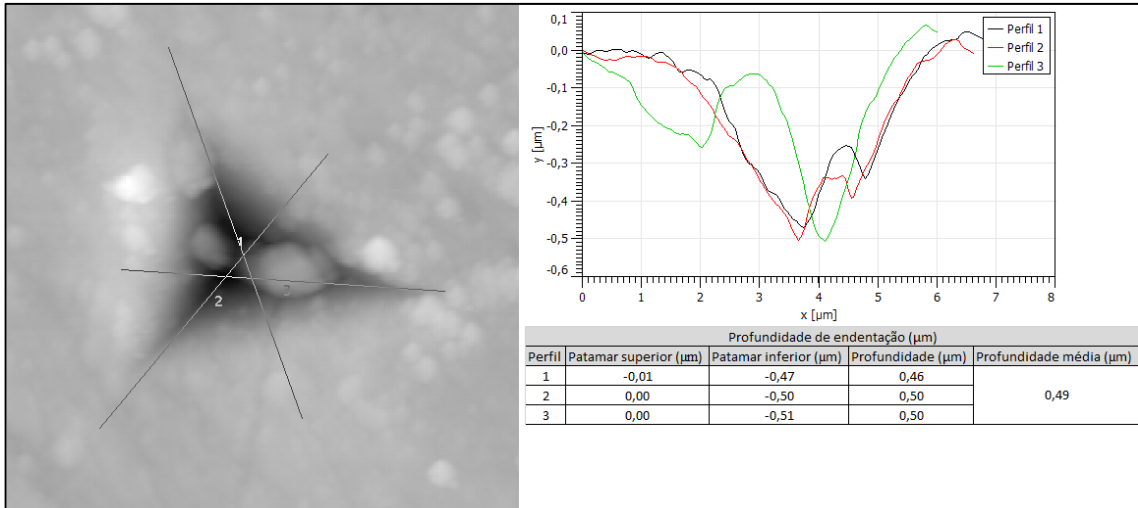 1
2
3
0,1
0,0
-0,1
-0,2
-0,3
-0,4
-0,5
-0,6
y [µm]
0 1 2 3 4 5 6 7 8
x [µm]
Perfil 1
Perfil 2
Perfil 3
Profundidade de endentação (µm)
Perfil Patamar superior (µm) Patamar inferior (µm) Profundidade (µm) Profundidade média (µm)
1 -0,01 -0,47 0,46
2 0,00 -0,50 0,50 0,49
3 0,00 -0,51 0,50